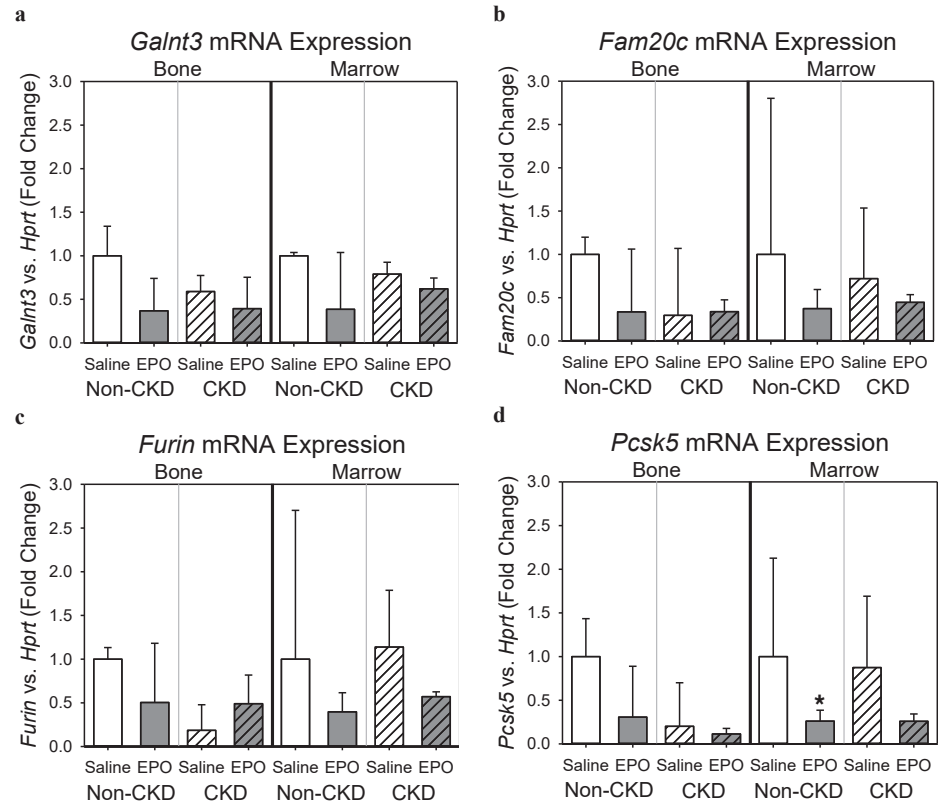 a
Galnt3 mRNA Expression
Bone Marrow
Galnt3 vs. Hprt (Fold Change)
3.0
2.5
2.0
1.5
1.0
0.5
0.0
Saline EPO Saline EPO Saline EPO Saline EPO
Non-CKD CKD Non-CKD CKD
b
Fam20c mRNA Expression
Bone Marrow
Fam20c vs. Hprt (Fold Change)
3.0
2.5
2.0
1.5
1.0
0.5
0.0
Saline EPO Saline EPO Saline EPO Saline EPO
Non-CKD CKD Non-CKD CKD
c
Furin mRNA Expression
Bone Marrow
Furin vs. Hprt (Fold Change)
3.0
2.5
2.0
1.5
1.0
0.5
0.0
Saline EPO Saline EPO Saline EPO Saline EPO
Non-CKD CKD Non-CKD CKD
d
Pcsk5 mRNA Expression
Bone Marrow
Pcsk5 vs. Hprt (Fold Change)
3.0
2.5
2.0
1.5
1.0
0.5
0.0
*
Saline EPO Saline EPO Saline EPO Saline EPO
Non-CKD CKD Non-CKD CKD